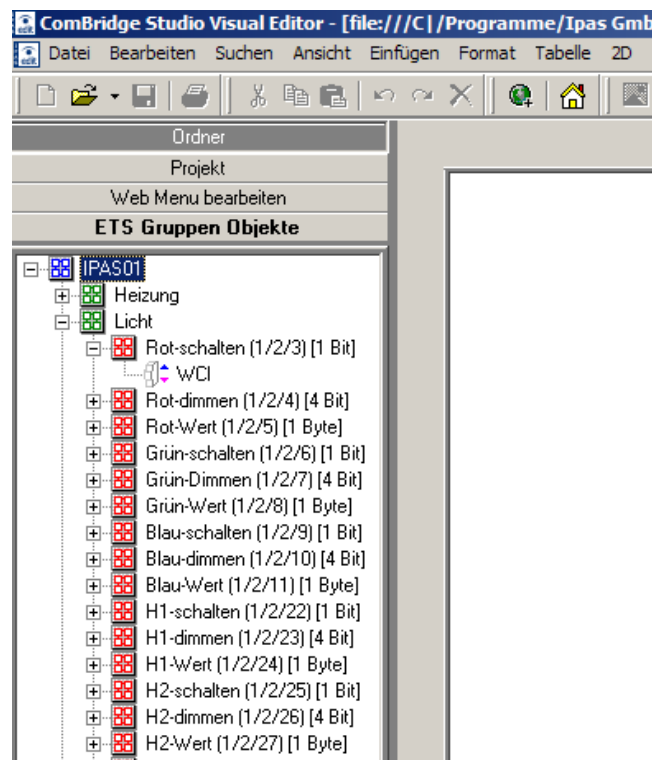 ComBridge Studio Visual Editor - [file:///C|/Programme/Ipas Gmb
Datei Bearbeiten Suchen Ansicht Einfügen Format Tabelle 2D
Ordner
Projekt
Web Menu bearbeiten
ETS Gruppen Objekte
IPAS01
Heizung
Licht
Rot-schalten (1/2/3) [1 Bit]
WCI
Rot-dimmen (1/2/4) [4 Bit]
Rot-Wert (1/2/5) [1 Byte]
Grün-schalten (1/2/6) [1 Bit]
Grün-Dimmen (1/2/7) [4 Bit]
Grün-Wert (1/2/8) [1 Byte]
Blau-schalten (1/2/9) [1 Bit]
Blau-dimmen (1/2/10) [4 Bit]
Blau-Wert (1/2/11) [1 Byte]
H1-schalten (1/2/22) [1 Bit]
H1-dimmen (1/2/23) [4 Bit]
H1-Wert (1/2/24) [1 Byte]
H2-schalten (1/2/25) [1 Bit]
H2-dimmen (1/2/26) [4 Bit]
H2-Wert (1/2/27) [1 Byte]